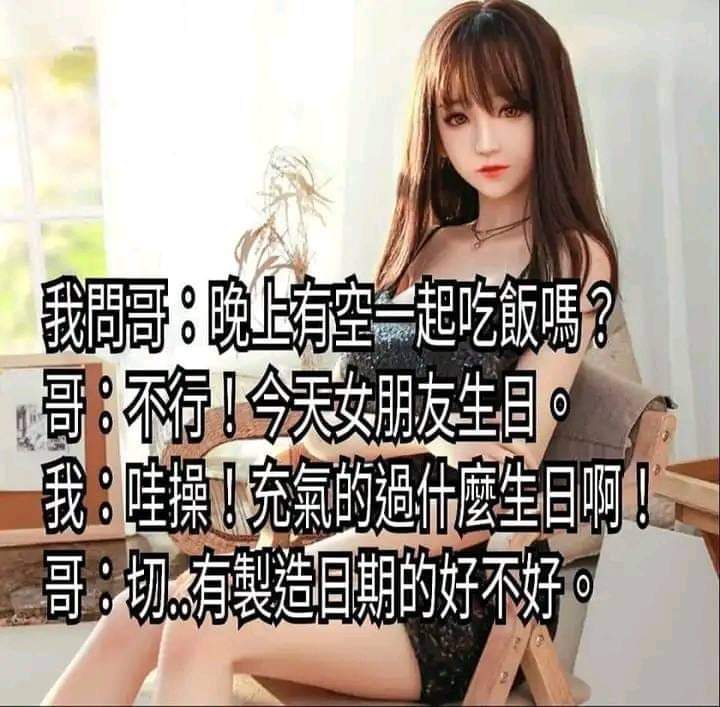 我問哥：晚上有空一起吃飯嗎？
哥：不行！今天女朋友生日。
我：哇操！充氣的過什麼生日啊！
哥：切..有製造日期的好不好。